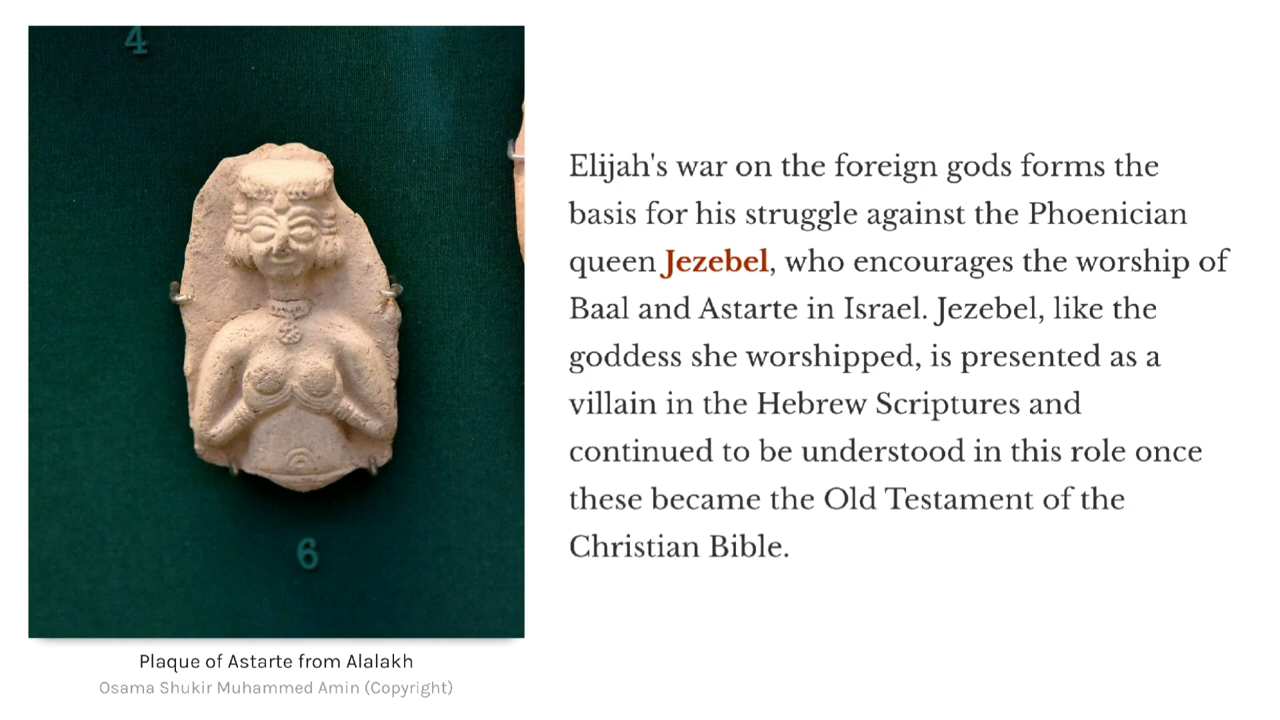 4
6
Plaque of Astarte from Alalakh
Osama Shukir Muhammed Amin (Copyright)
Elijah's war on the foreign gods forms the
basis for his struggle against the Phoenician
queen Jezebel, who encourages the worship of
Baal and Astarte in Israel. Jezebel, like the
goddess she worshipped, is presented as a
villain in the Hebrew Scriptures and
continued to be understood in this role once
these became the Old Testament of the
Christian Bible.